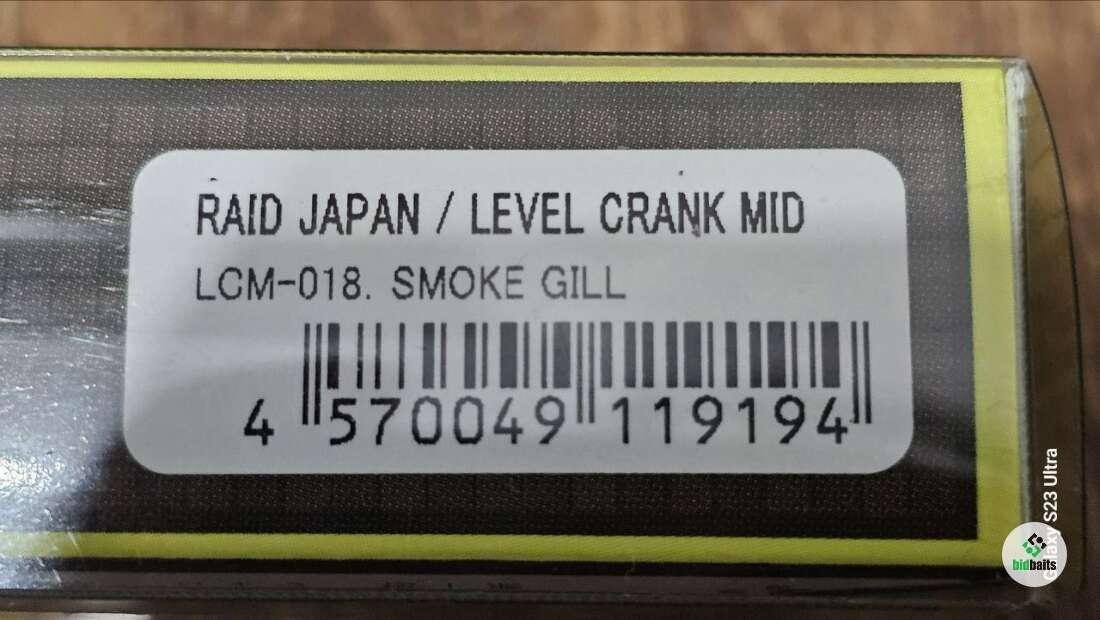 RAID JAPAN / LEVEL CRANK MID
LCM-018. SMOKE GILL
4 570049 119194
Galaxy S23 Ultra
bidbaits